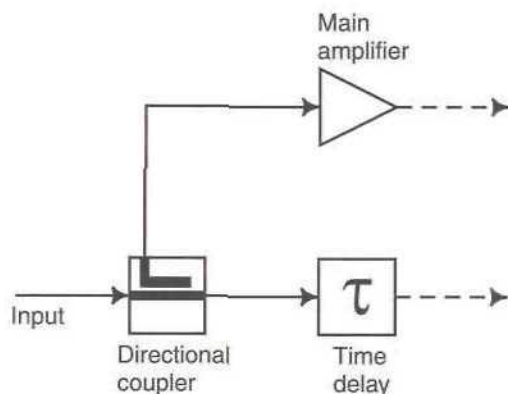 Main
amplifier
Input
Directional
coupler
τ
Time
delay